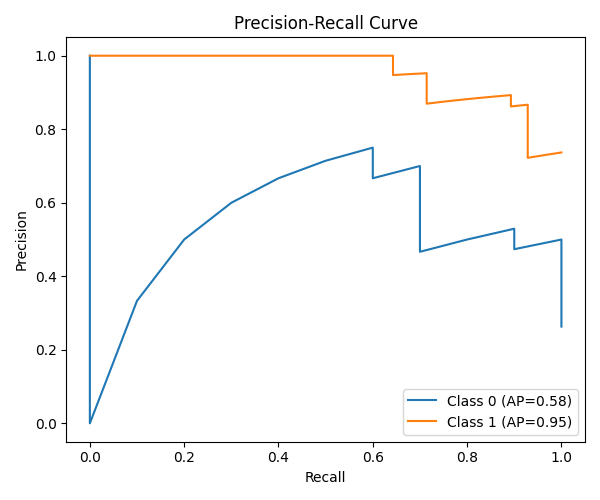 Precision-Recall Curve
Precision
1.0
0.8
0.6
0.4
0.2
0.0
0.0 0.2 0.4 0.6 0.8 1.0
Recall
Class 0 (AP=0.58)
Class 1 (AP=0.95)